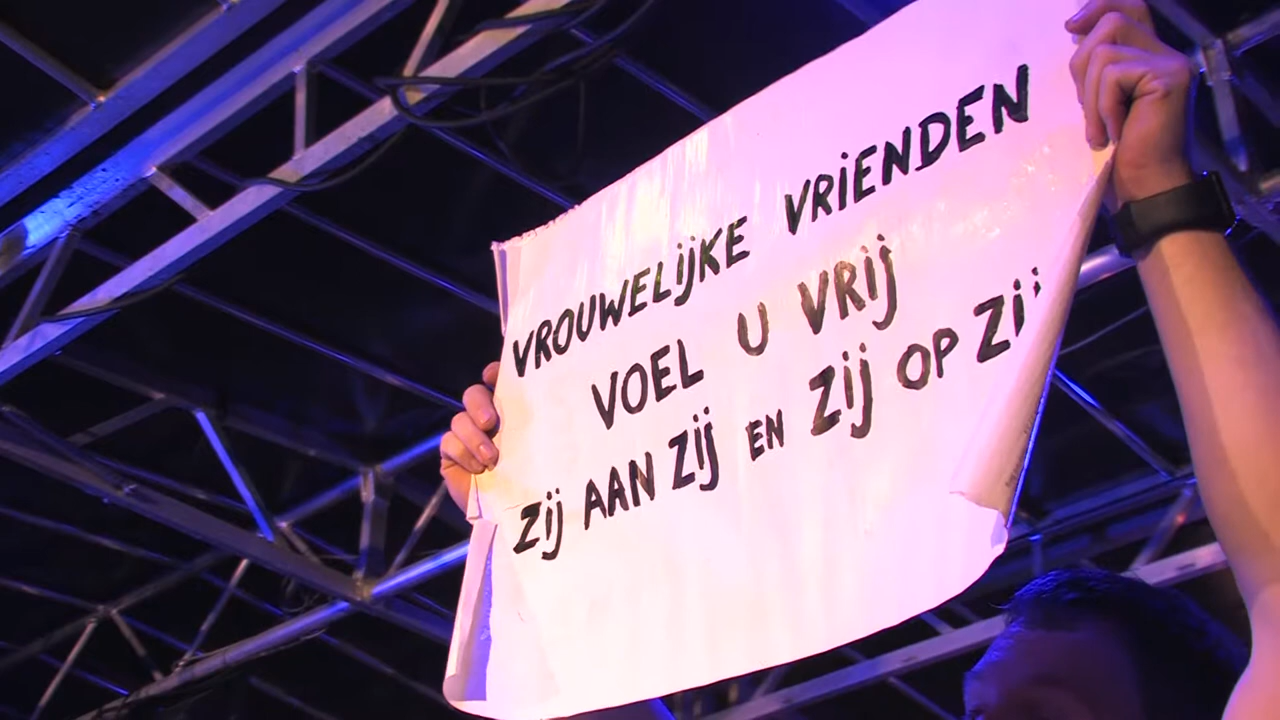 VROUWELIJKE VRIENDEN
VOEL U VRIJ
ZIJ AAN ZIJ EN ZIJ OP ZIJ